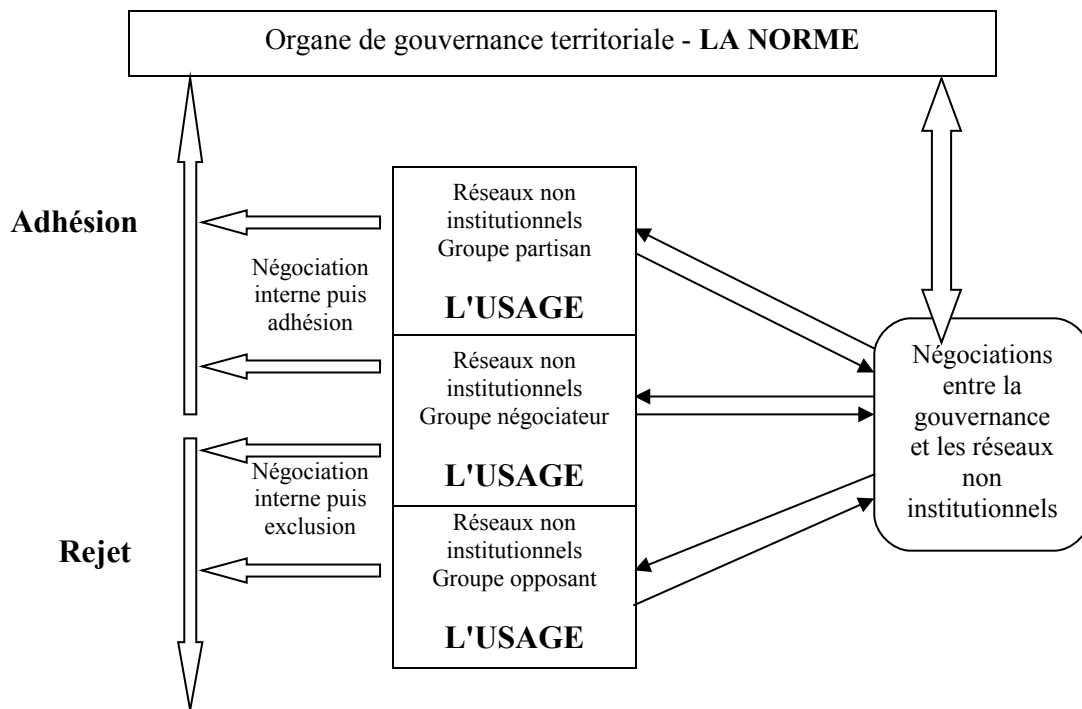 Organe de gouvernance territoriale - LA NORME
Adhésion
Négociation
interne puis
adhésion
Réseaux non
institutionnels
Groupe partisan
L'USAGE
Réseaux non
institutionnels
Groupe négociateur
L'USAGE
Négociations
entre la
gouvernance
et les réseaux
non
institutionnels
Rejet
Négociation
interne puis
exclusion
Réseaux non
institutionnels
Groupe opposant
L'USAGE